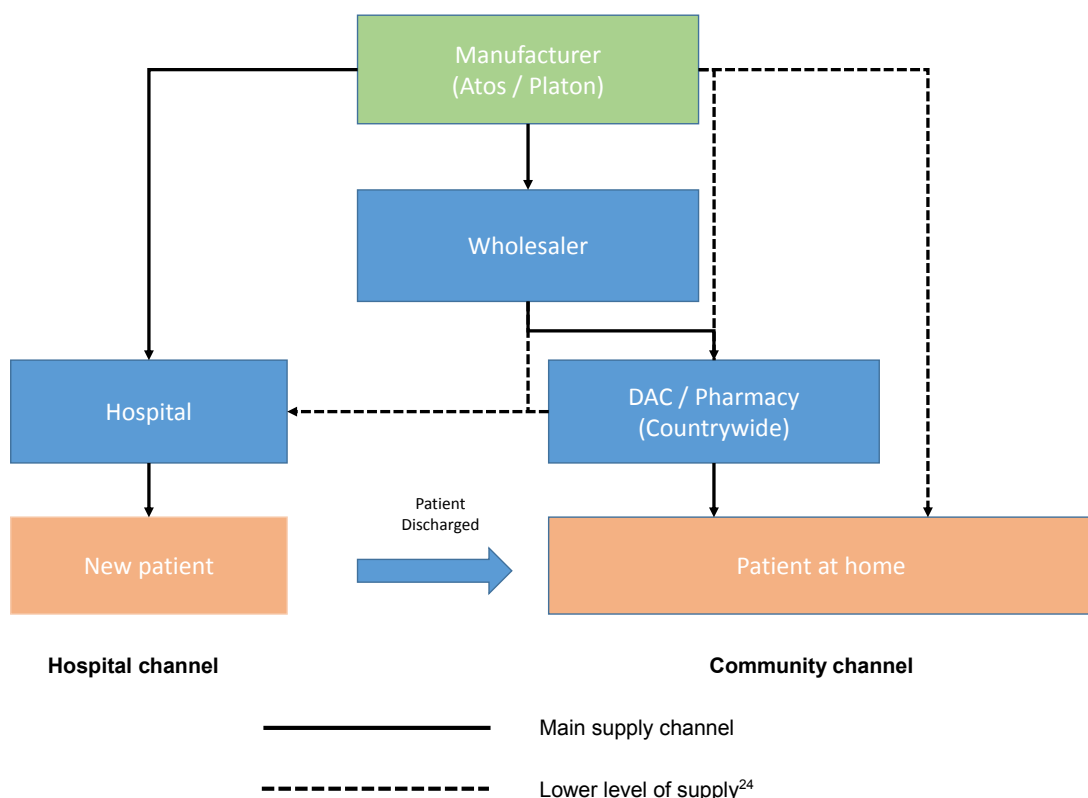 Manufacturer
(Atos / Platon)
Wholesaler
Hospital
DAC / Pharmacy
(Countrywide)
Patient
Discharged
New patient
Patient at home
Hospital channel
Community channel
Main supply channel
Lower level of supply24